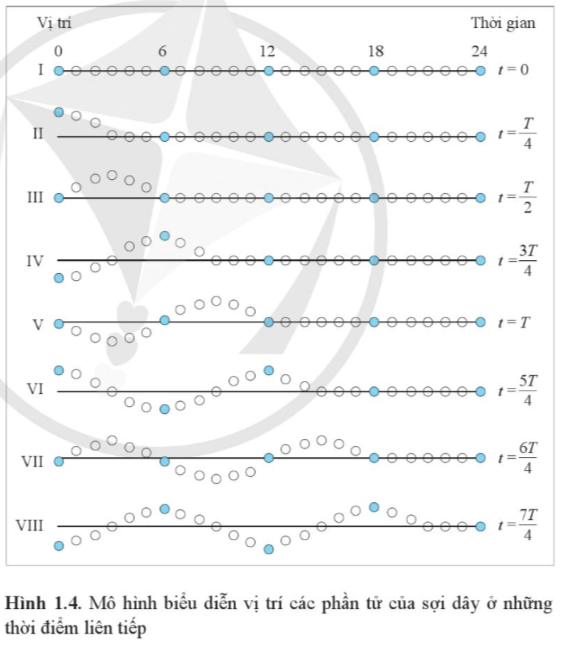 Vị trí Thời gian
0 6 12 18 24
I t = 0
II t = T/4
III t = T/2
IV t = 3T/4
V t = T
VI t = 5T/4
VII t = 6T/4
VIII t = 7T/4
Hình 1.4. Mô hình biểu diễn vị trí các phần tử của sợi dây ở những
thời điểm liên tiếp